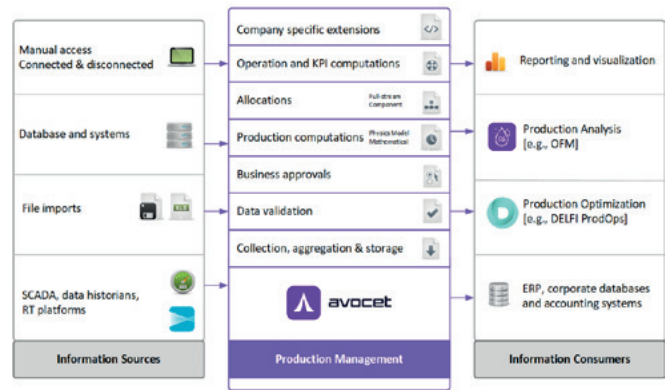 Manual access
Connected & disconnected
Database and systems
File imports
SCADA, data historians,
RT platforms
Information Sources
Company specific extensions
Operation and KPI computations
Allocations
Full stream
Component
Production computations
Physics Model
Mathematical
Business approvals
Data validation
Collection, aggregation & storage
avocet
Production Management
Reporting and visualization
Production Analysis
[e.g., OFM]
Production Optimization
[e.g., DELFI ProdOps]
ERP, corporate databases
and accounting systems
Information Consumers